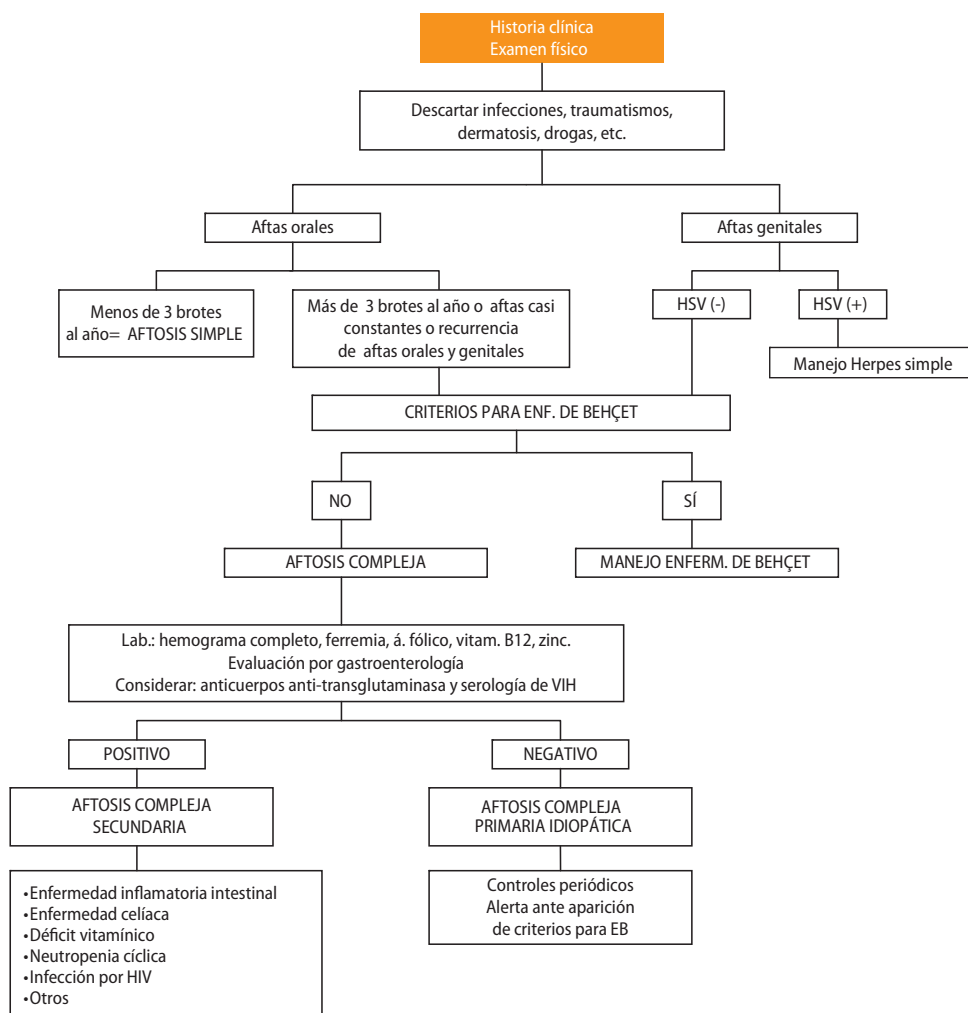 Historia clínica
Examen físico
Descartar infecciones, traumatismos,
dermatosis, drogas, etc.
Aftas orales
Aftas genitales
Menos de 3 brotes
al año= AFTOSIS SIMPLE
Más de 3 brotes al año o aftas casi
constantes o recurrencia
de aftas orales y genitales
HSV (-)
HSV (+)
Manejo Herpes simple
CRITERIOS PARA ENF. DE BEHÇET
NO
SÍ
AFTOSIS COMPLEJA
MANEJO ENFERM. DE BEHÇET
Lab.: hemograma completo, ferremia, á. fólico, vitam. B12, zinc.
Evaluación por gastroenterología
Considerar: anticuerpos anti-transglutaminasa y serología de VIH
POSITIVO
NEGATIVO
AFTOSIS COMPLEJA
SECUNDARIA
AFTOSIS COMPLEJA
PRIMARIA IDIOPÁTICA
•Enfermedad inflamatoria intestinal
•Enfermedad celíaca
•Déficit vitamínico
•Neutropenia cíclica
•Infección por HIV
•Otros
Controles periódicos
Alerta ante aparición
de criterios para EB